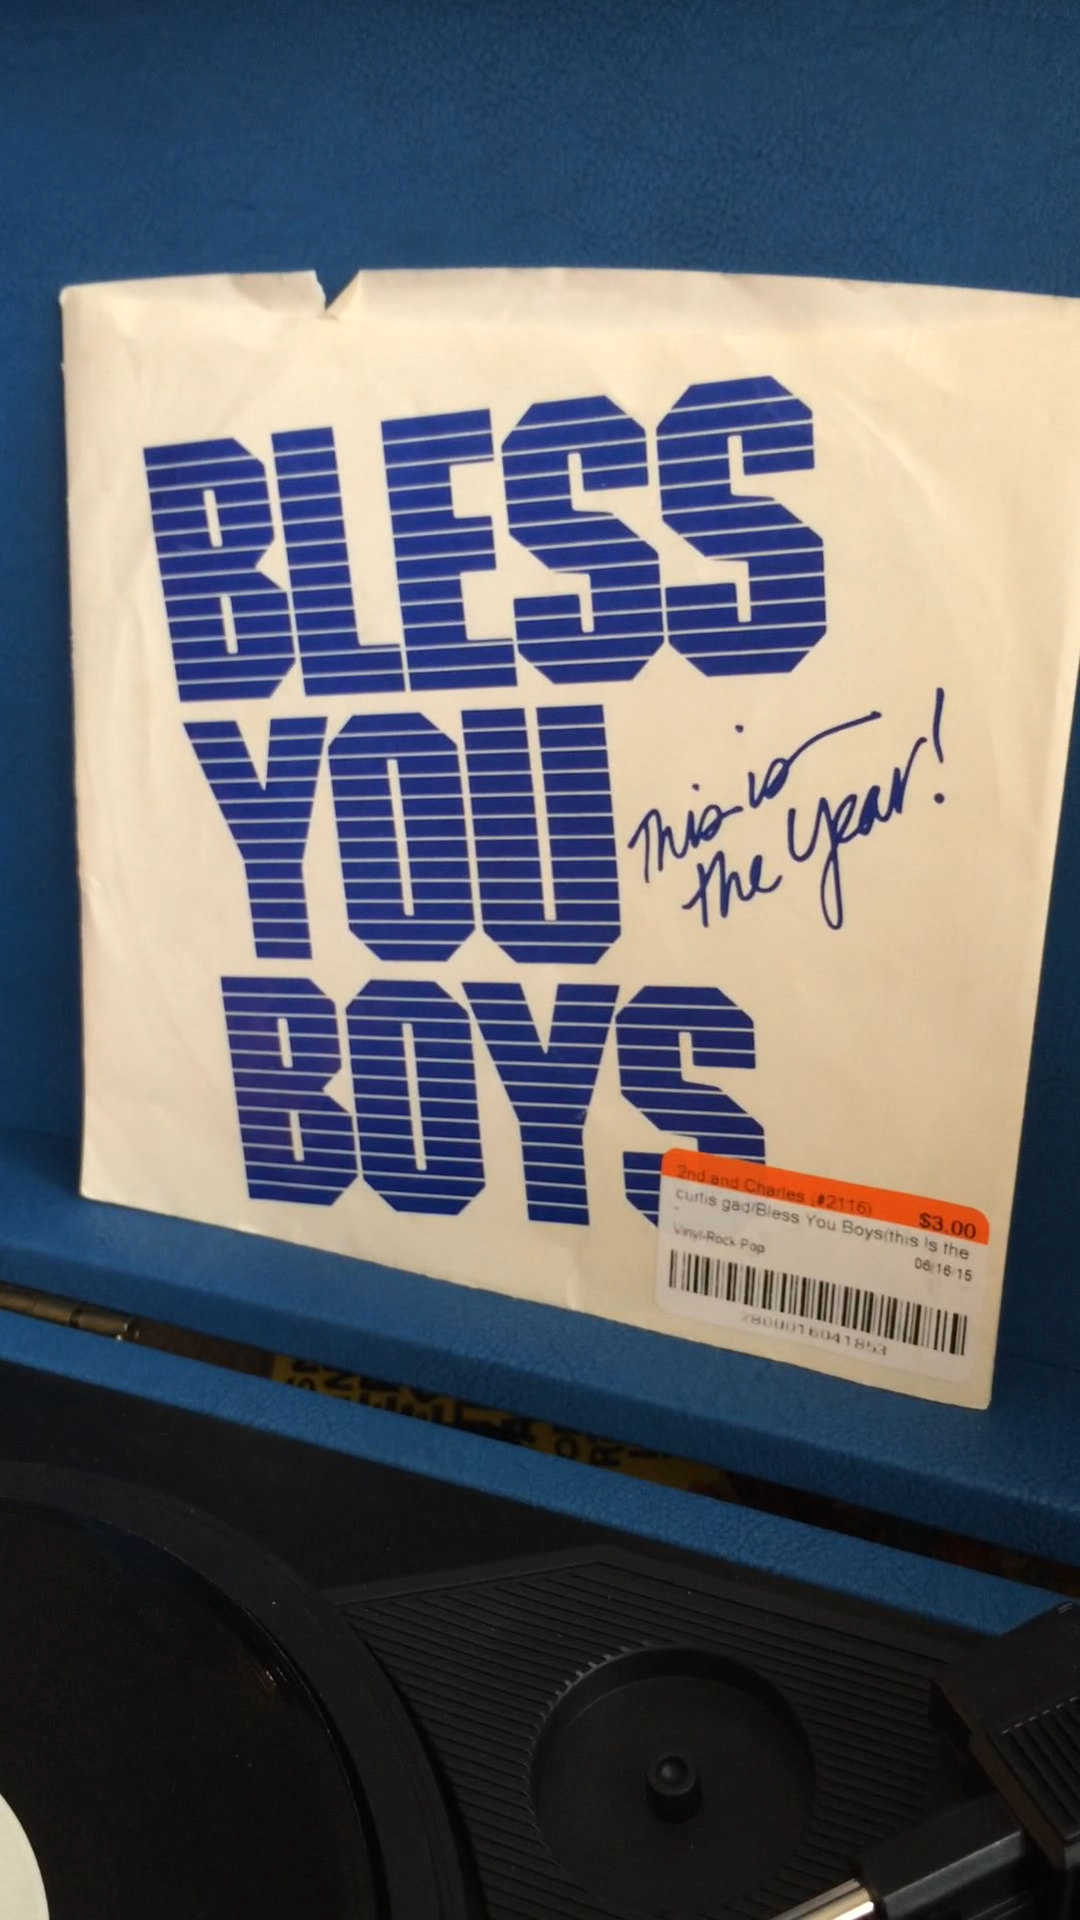 BLESS
YOU
This is
the year!
BOYS
2nd and Charles (#2116)
$3.00
curtis gad/Bless You Boys(this Is the
-
Vinyl-Rock Pop
06/16/15
2800016041853